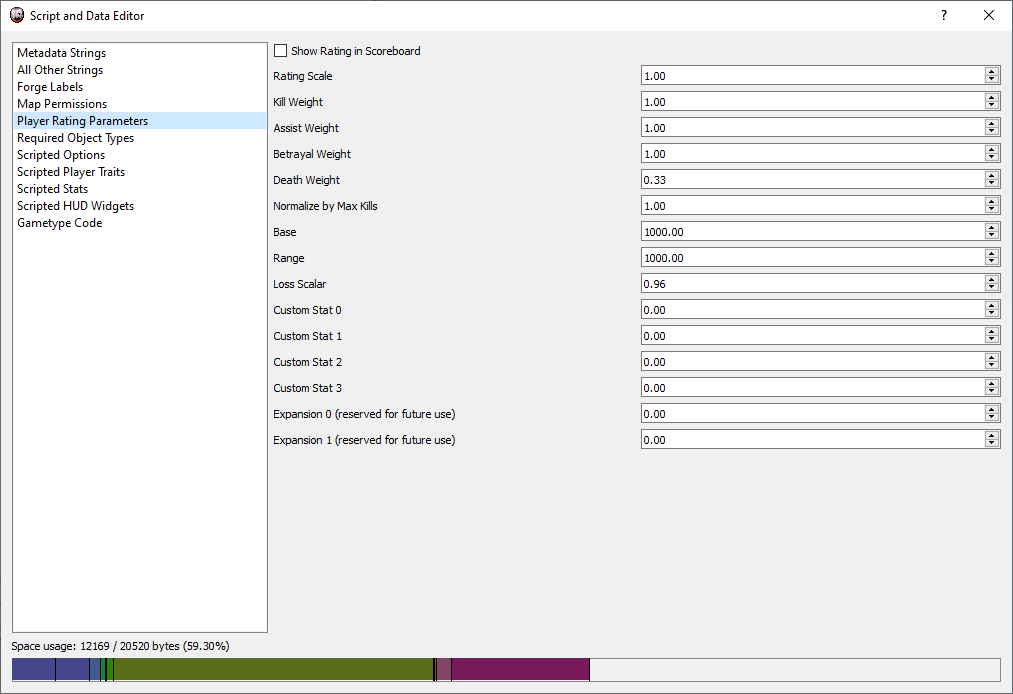 Script and Data Editor
?
Metadata Strings
All Other Strings
Forge Labels
Map Permissions
Player Rating Parameters
Required Object Types
Scripted Options
Scripted Player Traits
Scripted Stats
Scripted HUD Widgets
Gametype Code
Show Rating in Scoreboard
Rating Scale 1.00
Kill Weight 1.00
Assist Weight 1.00
Betrayal Weight 1.00
Death Weight 0.33
Normalize by Max Kills 1.00
Base 1000.00
Range 1000.00
Loss Scalar 0.96
Custom Stat 0 0.00
Custom Stat 1 0.00
Custom Stat 2 0.00
Custom Stat 3 0.00
Expansion 0 (reserved for future use) 0.00
Expansion 1 (reserved for future use) 0.00
Space usage: 12169 / 20520 bytes (59.30%)